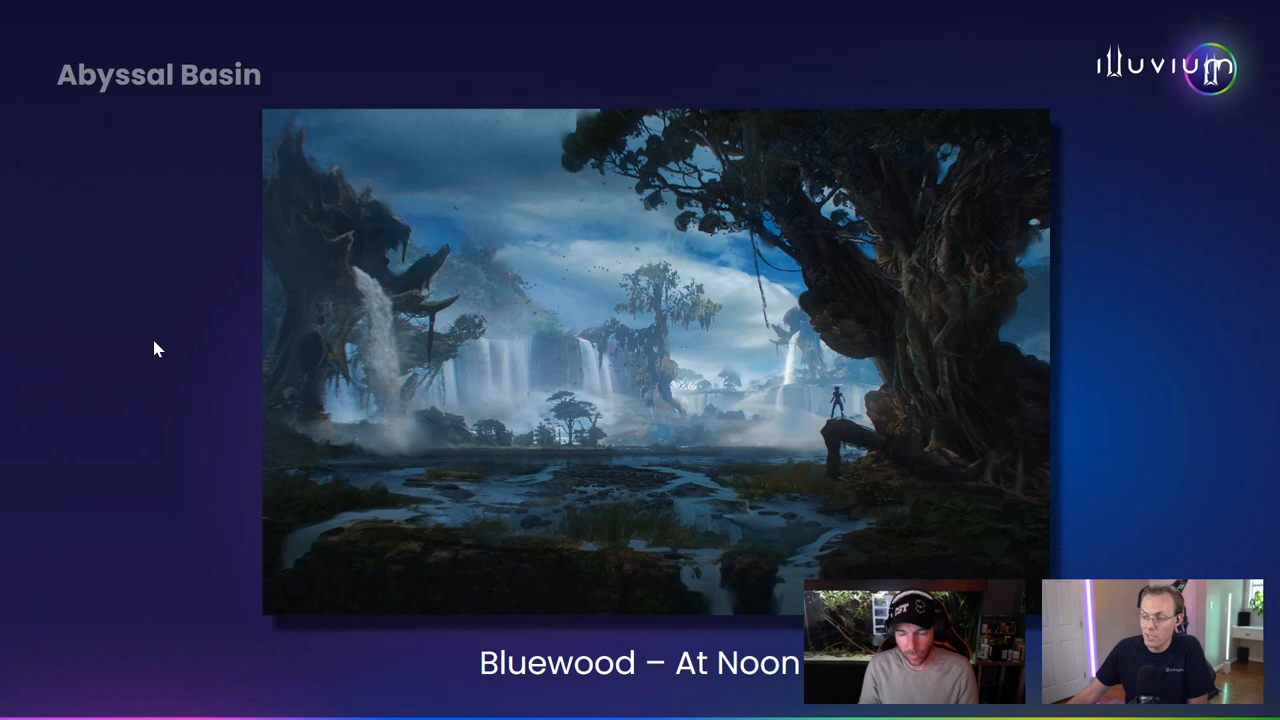 Abyssal Basin
illuvium
Bluewood – At Noon